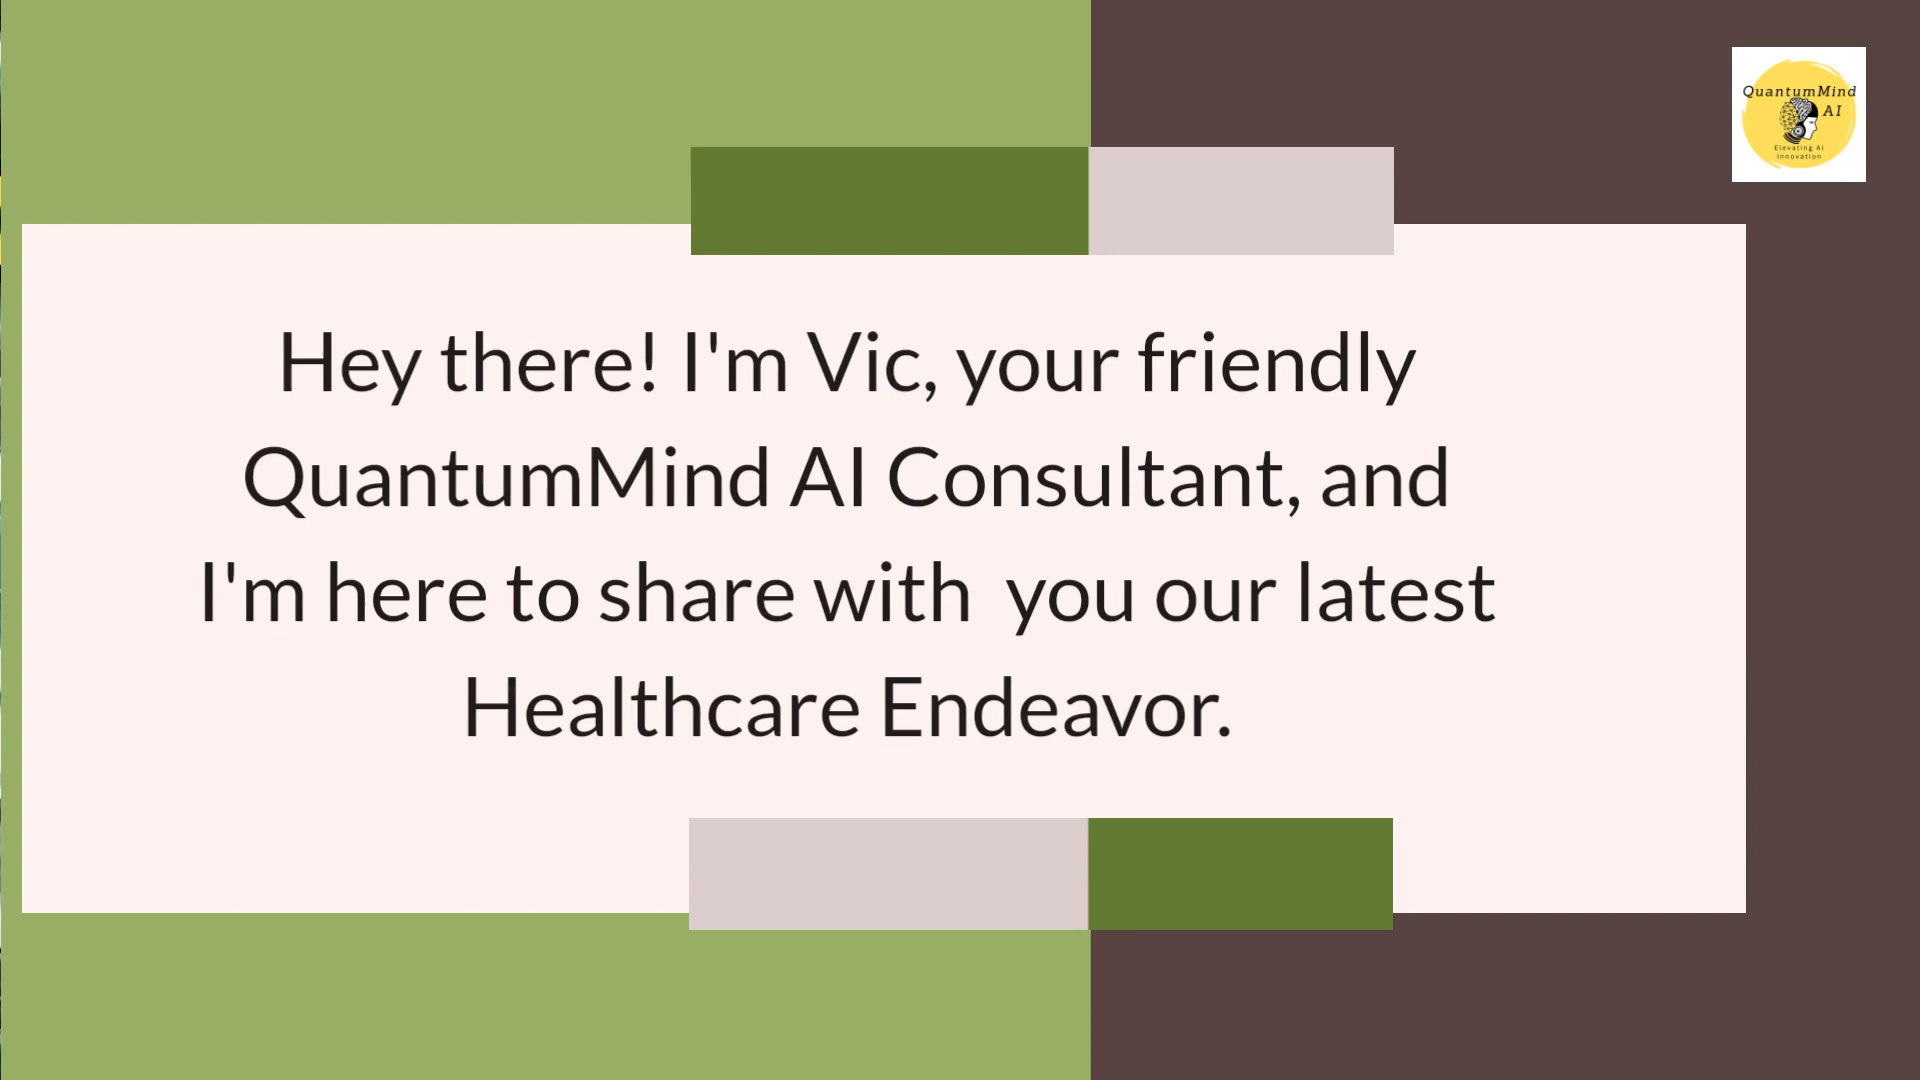 QuantumMind
AI
Elevating AI
Innovation
Hey there! I'm Vic, your friendly
QuantumMind AI Consultant, and
I'm here to share with  you our latest
Healthcare Endeavor.